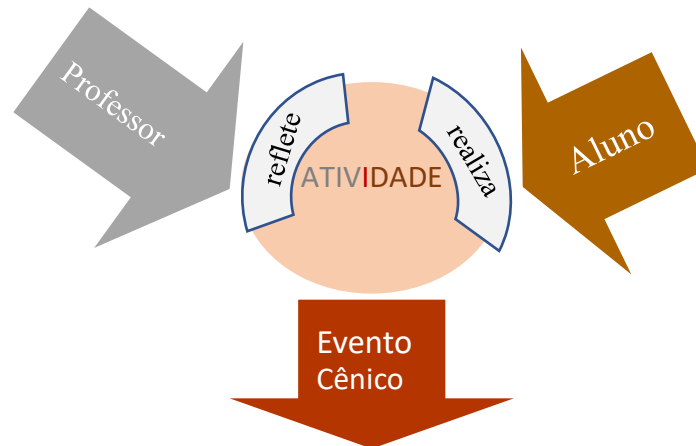 Professor
reflete
ATIVIDADE
realiza
Aluno
Evento
Cênico